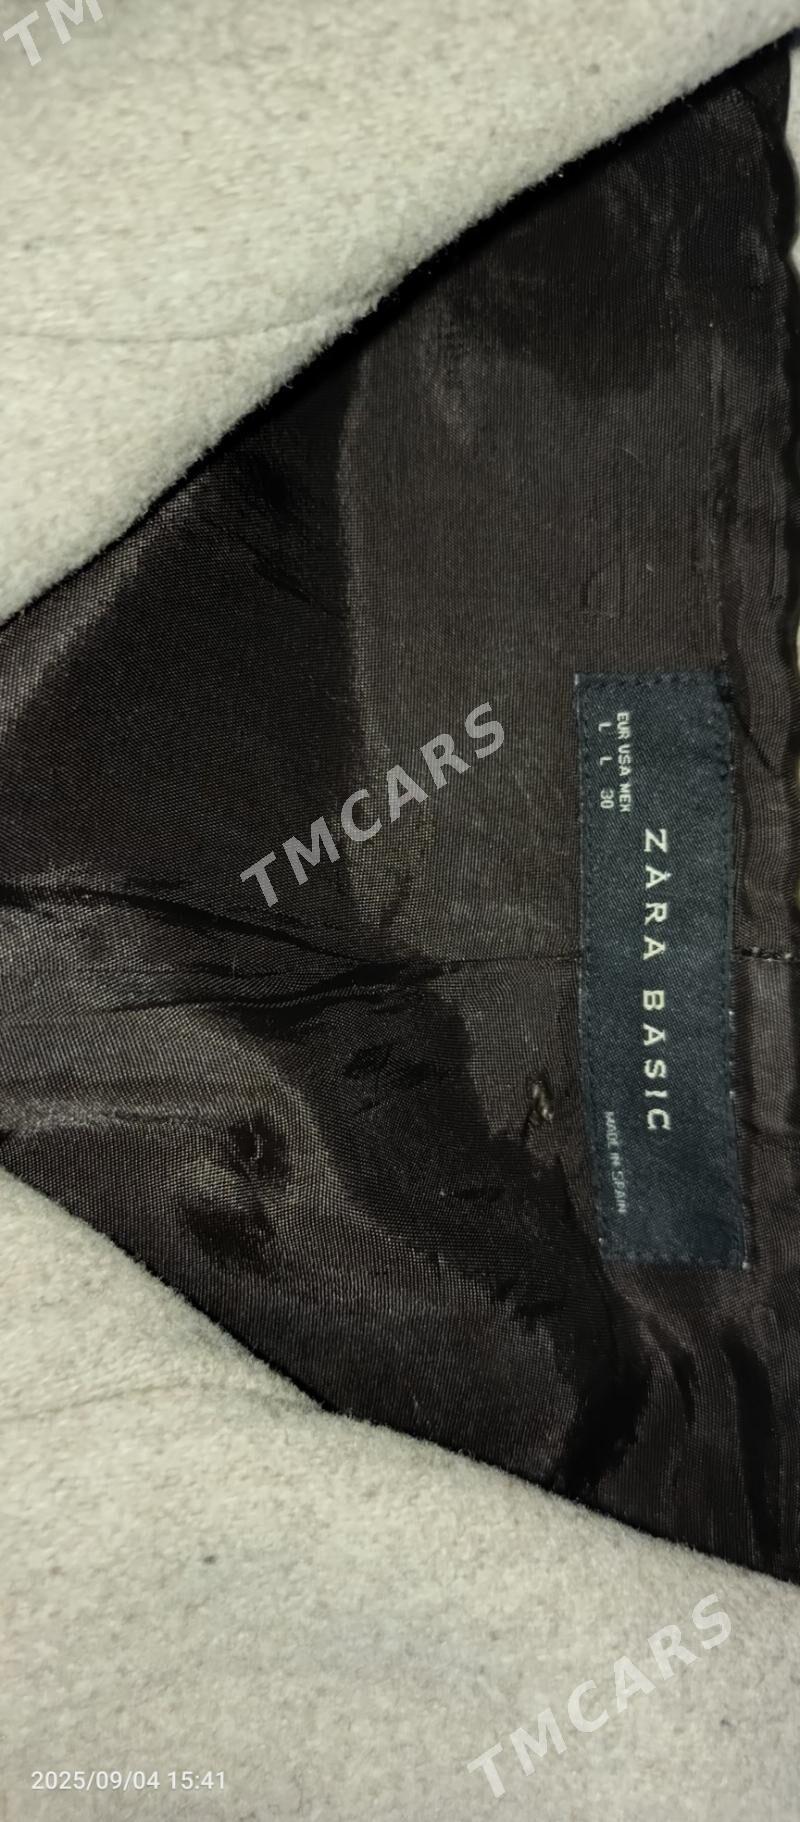 TM
EUR USA MEX
L L 30
ZARA BASIC
MADE IN SPAIN
TMCARS
TMCARS
2025/09/04 15:41